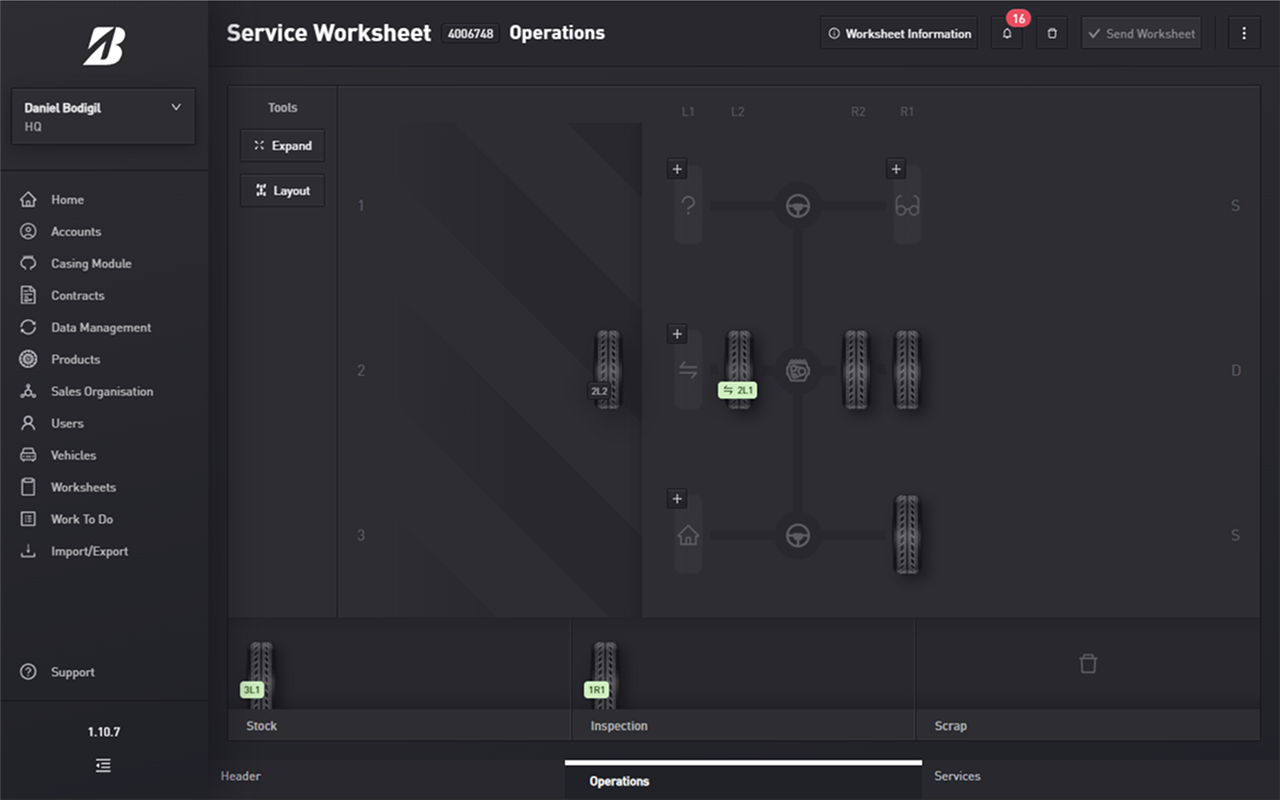 Service Worksheet 4006748 Operations
Worksheet Information
16
Send Worksheet
Daniel Bodigil
HQ
Home
Accounts
Casing Module
Contracts
Data Management
Products
Sales Organisation
Users
Vehicles
Worksheets
Work To Do
Import/Export
Support
1.10.7
Tools
Expand
Layout
L1 L2 R2 R1
1 ? S
2 2L2 2L1 D
3 S
3L1
Stock
1R1
Inspection
Scrap
Header
Operations
Services